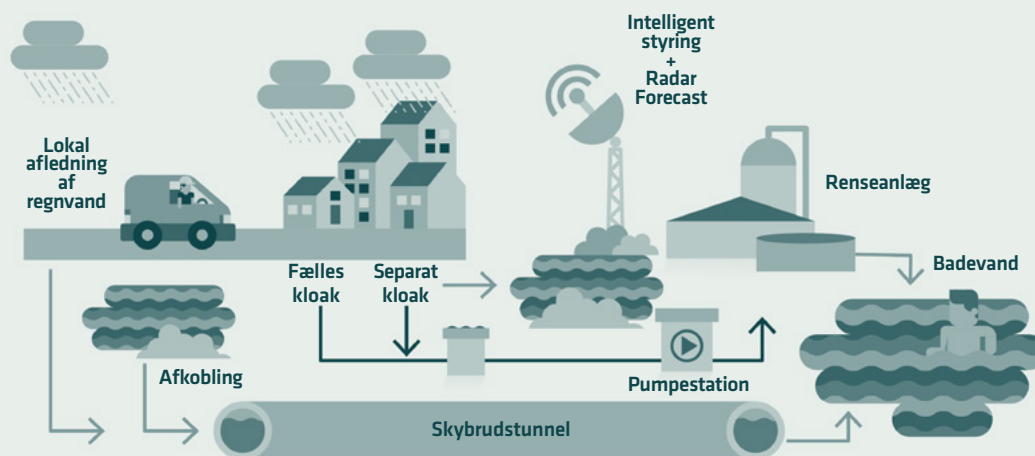 Intelligent
styring
+
Radar
Forecast
Lokal
afledning
af
regnvand
Renseanlæg
Fælles
kloak
Separat
kloak
Badevand
Afkobling
Pumpestation
Skybrudstunnel